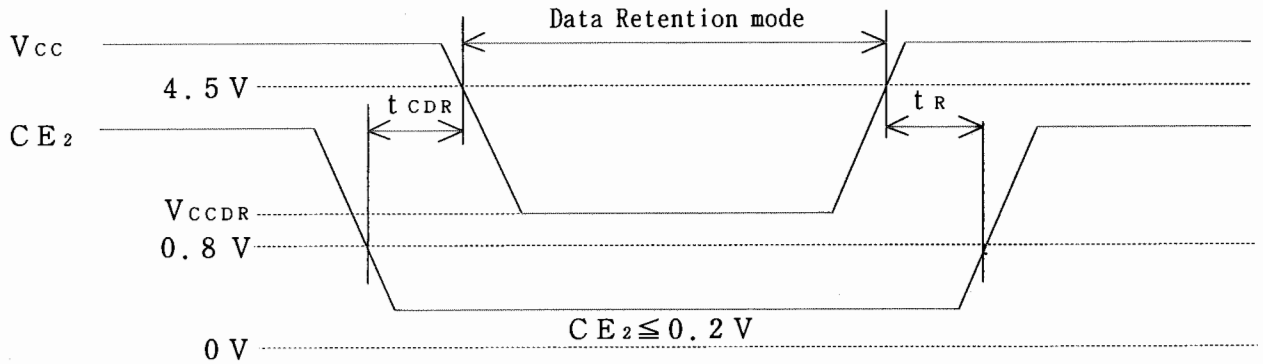 Data Retention mode
Vcc
4.5 V
t CDR
t R
CE₂
VCCDR
0.8 V
CE₂≦0.2 V
0 V